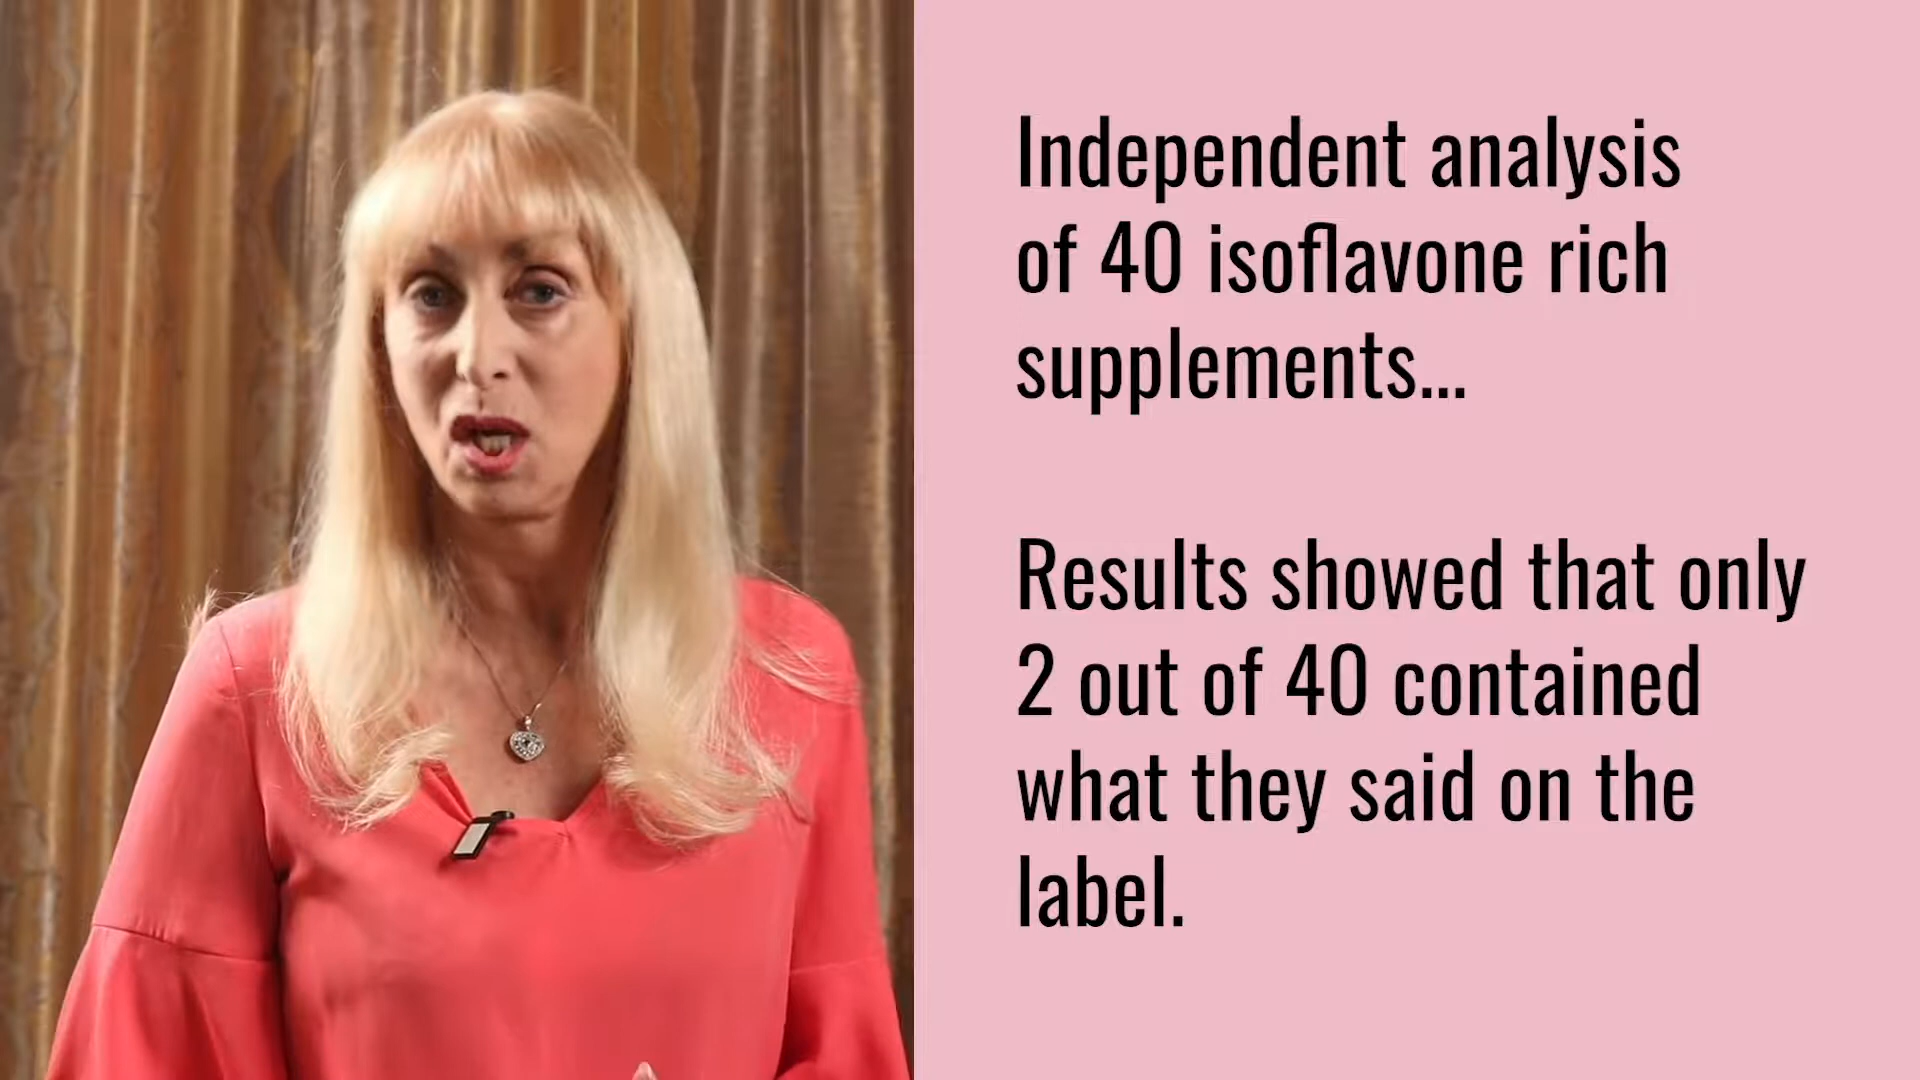 Independent analysis
of 40 isoflavone rich
supplements...
Results showed that only
2 out of 40 contained
what they said on the
label.